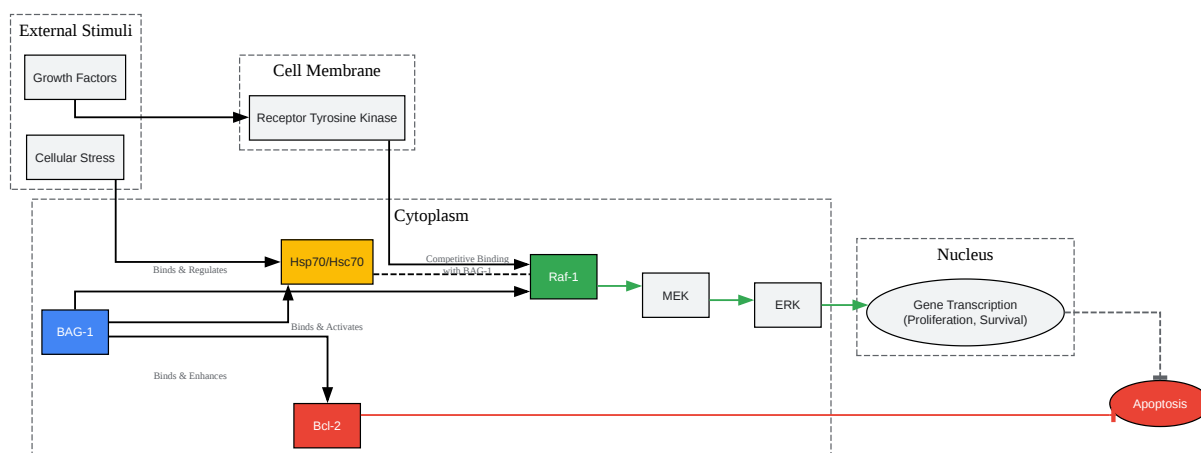 External Stimuli
Growth Factors
Cell Membrane
Receptor Tyrosine Kinase
Cellular Stress
Cytoplasm
Hsp70/Hsc70
Competitive Binding
with BAG-1
Binds & Regulates
Raf-1
Nucleus
MEK
ERK
Gene Transcription
(Proliferation, Survival)
BAG-1
Binds & Activates
Binds & Enhances
Bcl-2
Apoptosis